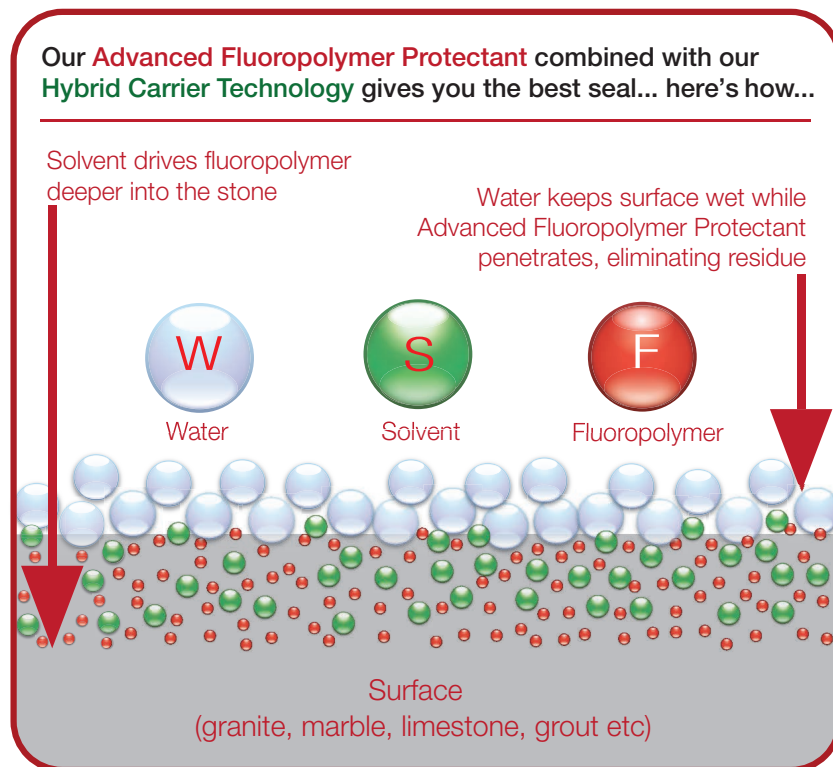 Our Advanced Fluoropolymer Protectant combined with our
Hybrid Carrier Technology gives you the best seal... here's how...
Solvent drives fluoropolymer
deeper into the stone
Water keeps surface wet while
Advanced Fluoropolymer Protectant
penetrates, eliminating residue
W
S
F
Water
Solvent
Fluoropolymer
Surface
(granite, marble, limestone, grout etc)